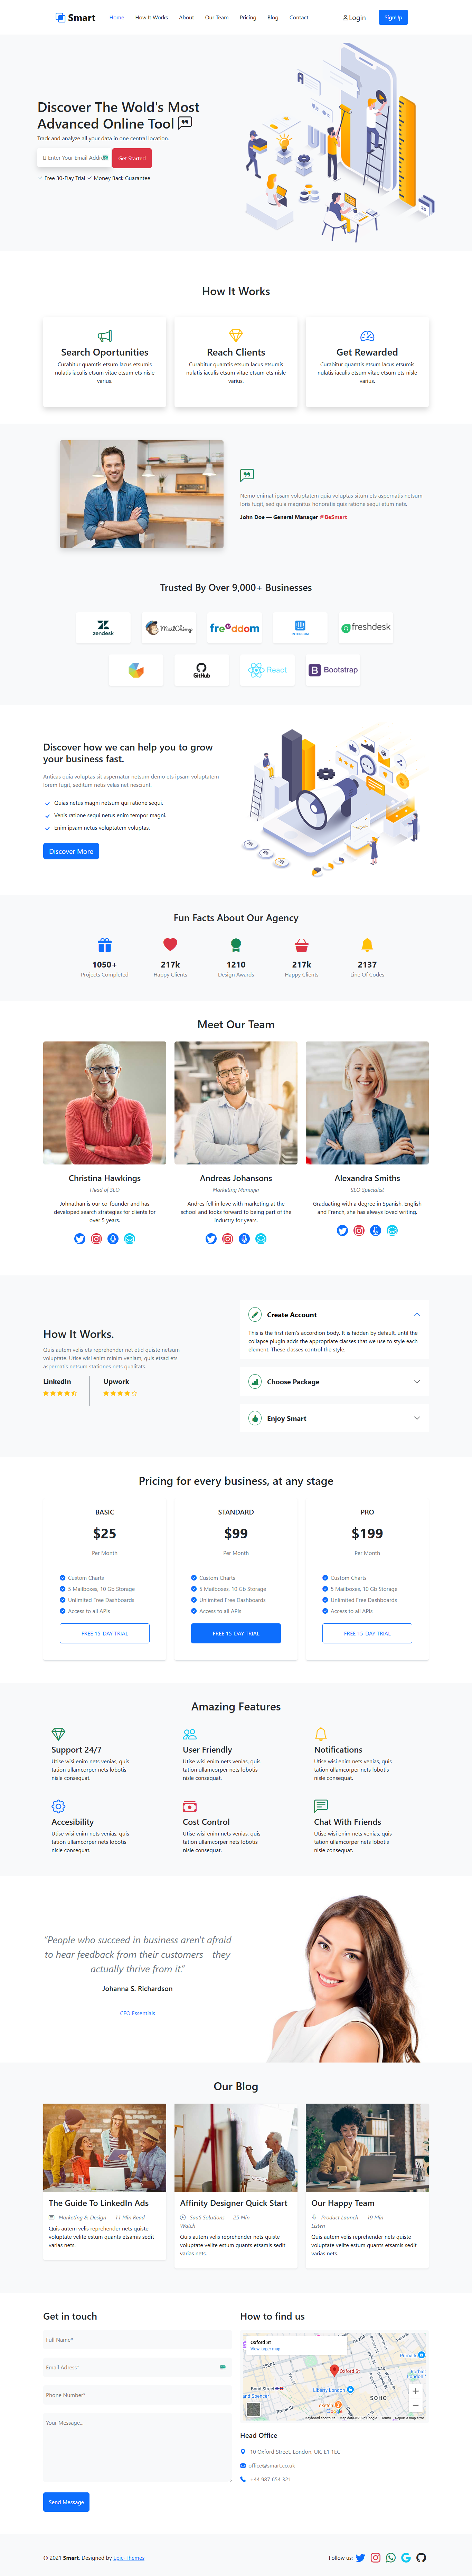 Smart
Home
How It Works
About
Our Team
Pricing
Blog
Contact
Login
SignUp
Discover The Wold's Most
Advanced Online Tool
Track and analyze all your data in one central location.
Enter Your Email Addre
Get Started
Free 30-Day Trial
Money Back Guarantee
How It Works
Search Oportunities
Curabitur quamtis etsum lacus etsumis
nulatis iaculis etsum vitae etsum ets nisle
varius.
Reach Clients
Curabitur quamtis etsum lacus etsumis
nulatis iaculis etsum vitae etsum ets nisle
varius.
Get Rewarded
Curabitur quamtis etsum lacus etsumis
nulatis iaculis etsum vitae etsum ets nisle
varius.
Nemo enimat ipsam voluptatem quia voluptas situm ets aspernatis netsum
loris fugit, sed quia magnitus honoratis quis ratione sequi etum nets.
John Doe — General Manager @BeSmart
Trusted By Over 9,000+ Businesses
zendesk
MailChimp
freeddom
freshdesk
GitHub
React
Bootstrap
Discover how we can help you to grow
your business fast.
Anticas quia voluptas sit aspernatur netsum demo ets ipsam voluptatem
lorem fugit, seditum netis velas net nesciunt.
Quias netus magni netsum qui ratione sequi.
Venis ratione sequi netus enim tempor magni.
Enim ipsam netus voluptatem voluptas.
Discover More
Fun Facts About Our Agency
1050+
Projects Completed
217k
Happy Clients
1210
Design Awards
217k
Happy Clients
2137
Line Of Codes
Meet Our Team
Christina Hawkings
Head of SEO
Johnathan is our co-founder and has
developed search strategies for clients for
over 5 years.
Andreas Johansons
Marketing Manager
Andres fell in love with marketing at the
school and looks forward to being part of the
industry for years.
Alexandra Smiths
SEO Specialist
Graduating with a degree in Spanish, English
and French, she has always loved writing.
How It Works.
Quis autem velis ets reprehender net etid quiste netsum
voluptate. Utise wisi enim minim veniam, quis etsad ets
aspernatis netsum stationes nets qualitats.
LinkedIn
Upwork
Create Account
This is the first item's accordion body. It is hidden by default, until the
collapse plugin adds the appropriate classes that we use to style each
element. These classes control the style.
Choose Package
Enjoy Smart
Pricing for every business, at any stage
BASIC
$25
Per Month
Custom Charts
5 Mailboxes, 10 Gb Storage
Unlimited Free Dashboards
Access to all APIs
FREE 15-DAY TRIAL
STANDARD
$99
Per Month
Custom Charts
5 Mailboxes, 10 Gb Storage
Unlimited Free Dashboards
Access to all APIs
FREE 15-DAY TRIAL
PRO
$199
Per Month
Custom Charts
5 Mailboxes, 10 Gb Storage
Unlimited Free Dashboards
Access to all APIs
FREE 15-DAY TRIAL
Amazing Features
Support 24/7
Utise wisi enim nets venias, quis
tation ullamcorper nets lobotis
nisle consequat.
User Friendly
Utise wisi enim nets venias, quis
tation ullamcorper nets lobotis
nisle consequat.
Notifications
Utise wisi enim nets venias, quis
tation ullamcorper nets lobotis
nisle consequat.
Accesibility
Utise wisi enim nets venias, quis
tation ullamcorper nets lobotis
nisle consequat.
Cost Control
Utise wisi enim nets venias, quis
tation ullamcorper nets lobotis
nisle consequat.
Chat With Friends
Utise wisi enim nets venias, quis
tation ullamcorper nets lobotis
nisle consequat.
"People who succeed in business aren't afraid
to hear feedback from their customers - they
actually thrive from it."
Johanna S. Richardson
CEO Essentials
Our Blog
The Guide To LinkedIn Ads
Marketing & Design — 11 Min Read
Quis autem velis reprehender nets quiste
voluptate velite estum quants etsamis sedit
varias nets.
Affinity Designer Quick Start
SaaS Solutions — 25 Min
Watch
Quis autem velis reprehender nets quiste
voluptate velite estum quants etsamis sedit
varias nets.
Our Happy Team
Product Launch — 19 Min
Listen
Quis autem velis reprehender nets quiste
voluptate velite estum quants etsamis sedit
varias nets.
Get in touch
Full Name*
Email Adress*
Phone Number*
Your Message...
Send Message
How to find us
Oxford St
View larger map
Oxford St
Bond Street
Liberty London
SOHO
Primark
Google
Keyboard shortcuts
Map data ©2023 Google
Terms
Report a map error
Head Office
10 Oxford Street, London, UK, E1 1EC
office@smart.co.uk
+44 987 654 321
© 2021 Smart. Designed by Epic-Themes
Follow us: